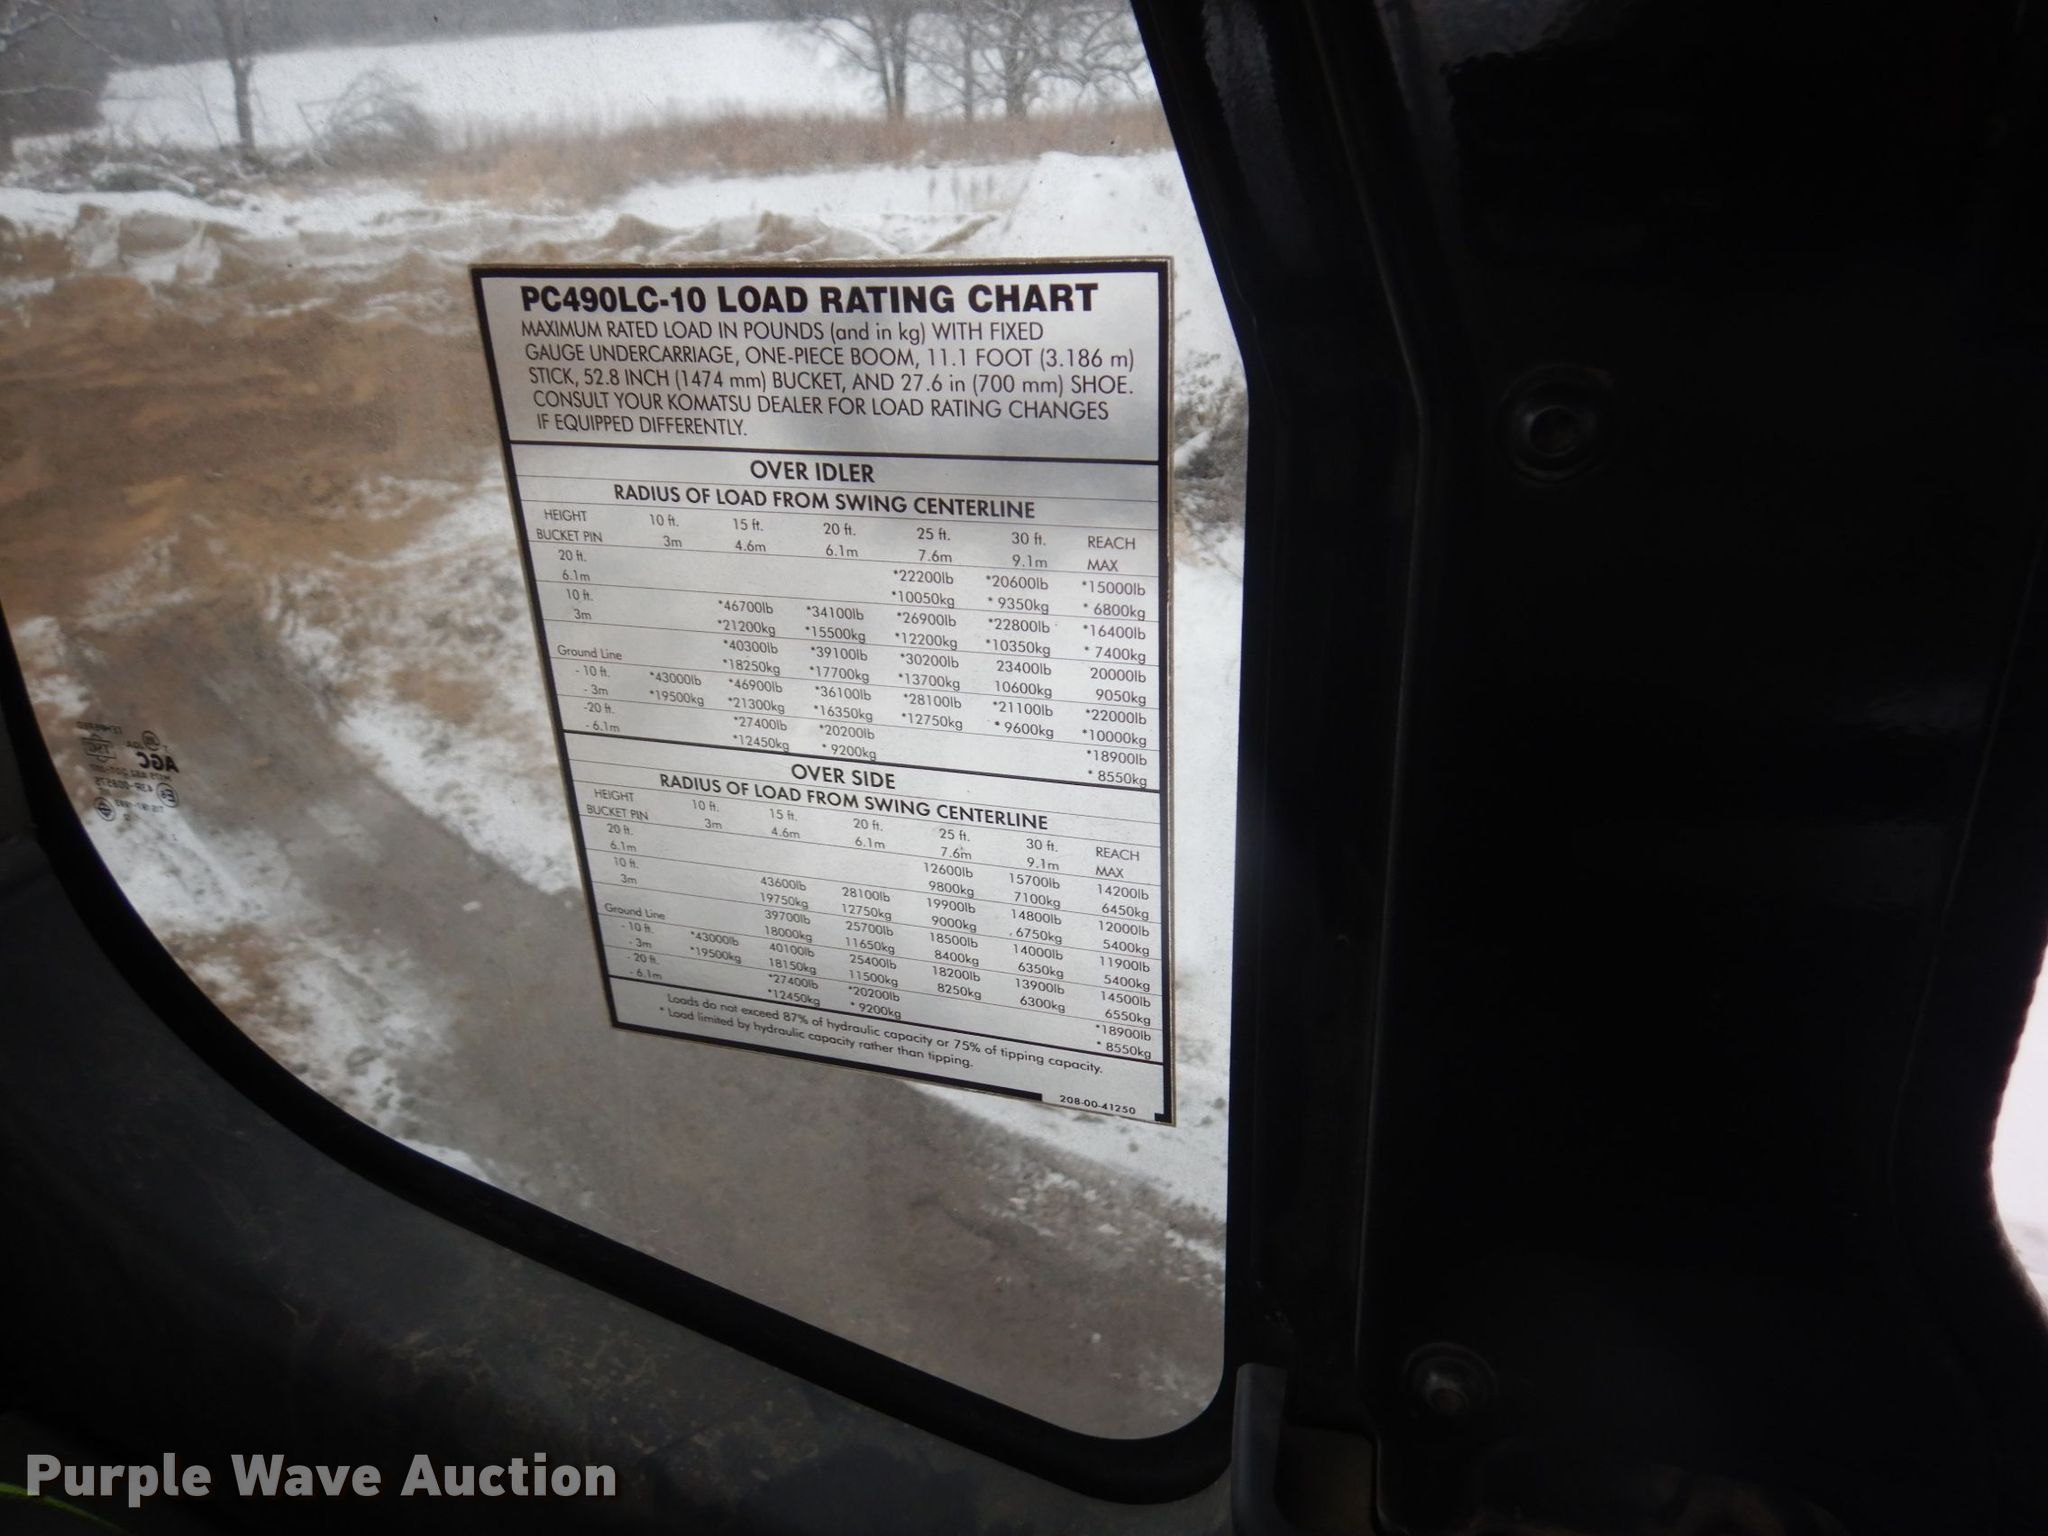 PC490LC-10 LOAD RATING CHART
MAXIMUM RATED LOAD IN POUNDS (and in kg) WITH FIXED
GAUGE UNDERCARRIAGE, ONE-PIECE BOOM, 11.1 FOOT (3.186 m)
STICK, 52.8 INCH (1474 mm) BUCKET, AND 27.6 in (700 mm) SHOE.
CONSULT YOUR KOMATSU DEALER FOR LOAD RATING CHANGES
IF EQUIPPED DIFFERENTLY.
OVER IDLER
RADIUS OF LOAD FROM SWING CENTERLINE
HEIGHT 10 ft. 15 ft. 20 ft. 25 ft. 30 ft. REACH
BUCKET PIN 3m 4.6m 6.1m 7.6m 9.1m MAX
20 ft. *22200lb *20600lb *15000lb
6.1m *10050kg * 9350kg * 6800kg
10 ft. *46700lb *34100lb *26900lb *22800lb *16400lb
3m *21200kg *15500kg *12200kg *10350kg * 7400kg
*40300lb *39100lb *30200lb 23400lb 20000lb
Ground Line *18250kg *17700kg *13700kg 10600kg 9050kg
- 10 ft. *43000lb *46900lb *36100lb *28100lb *21100lb *22000lb
- 3m *19500kg *21300kg *16350kg *12750kg * 9600kg *10000kg
-20 ft. *27400lb *20200lb *18900lb
- 6.1m *12450kg * 9200kg * 8550kg
OVER SIDE
RADIUS OF LOAD FROM SWING CENTERLINE
HEIGHT 10 ft. 15 ft. 20 ft. 25 ft. 30 ft. REACH
BUCKET PIN 3m 4.6m 6.1m 7.6m 9.1m MAX
20 ft. 12600lb 15700lb 14200lb
6.1m 9800kg 7100kg 6450kg
10 ft. 43600lb 28100lb 19900lb 14800lb 12000lb
3m 19750kg 12750kg 9000kg 6750kg 5400kg
39700lb 25700lb 18500lb 14000lb 11900lb
Ground Line 18000kg 11650kg 8400kg 6350kg 5400kg
- 10 ft. *43000lb 40100lb 25400lb 18200lb 13900lb 14500lb
- 3m *19500kg 18150kg 11500kg 8250kg 6300kg 6550kg
- 20 ft. *27400lb *20200lb *18900lb
- 6.1m *12450kg * 9200kg * 8550kg
Loads do not exceed 87% of hydraulic capacity or 75% of tipping capacity.
* Load limited by hydraulic capacity rather than tipping.
208-00-41250
AGC
Purple Wave Auction